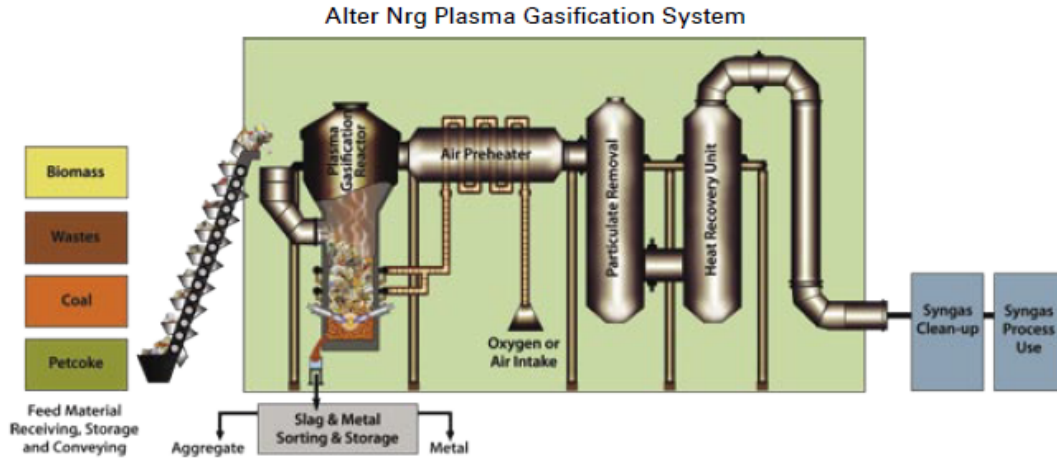 Alter Nrg Plasma Gasification System
Biomass
Wastes
Coal
Petcoke
Feed Material
Receiving, Storage
and Conveying
Plasma
Gasification
Reactor
Air Preheater
Particulate Removal
Heat Recovery Unit
Oxygen or
Air Intake
Slag & Metal
Sorting & Storage
Aggregate
Metal
Syngas
Clean-up
Syngas
Process
Use